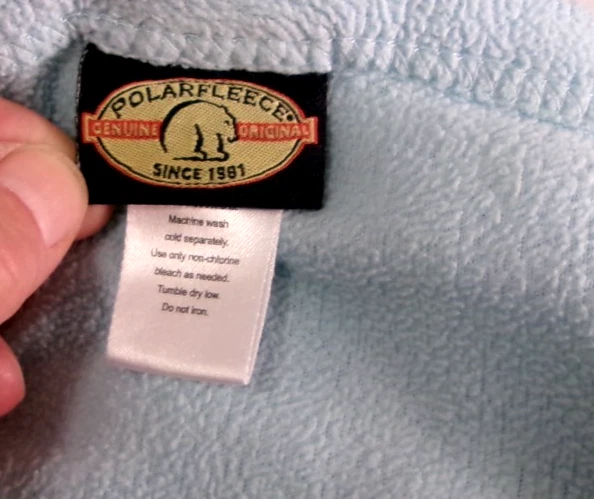 POLARFLEECE®
GENUINE ORIGINAL
SINCE 1981
Machine wash
cold separately.
Use only non-chlorine
bleach as needed.
Tumble dry low.
Do not iron.